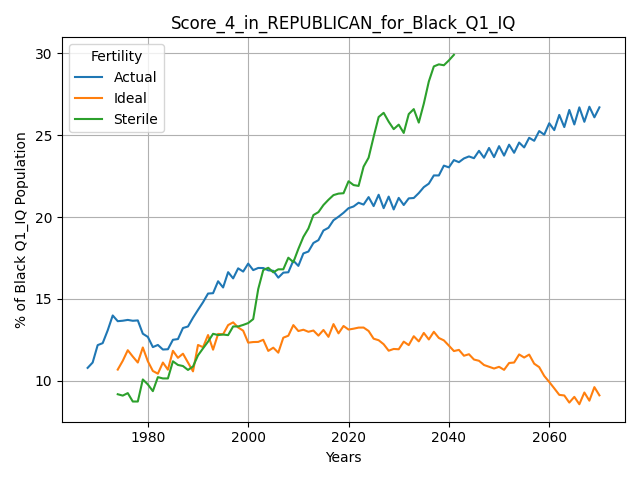 Score_4_in_REPUBLICAN_for_Black_Q1_IQ
Fertility
Actual
Ideal
Sterile
% of Black Q1_IQ Population
30
25
20
15
10
1980
2000
2020
2040
2060
Years